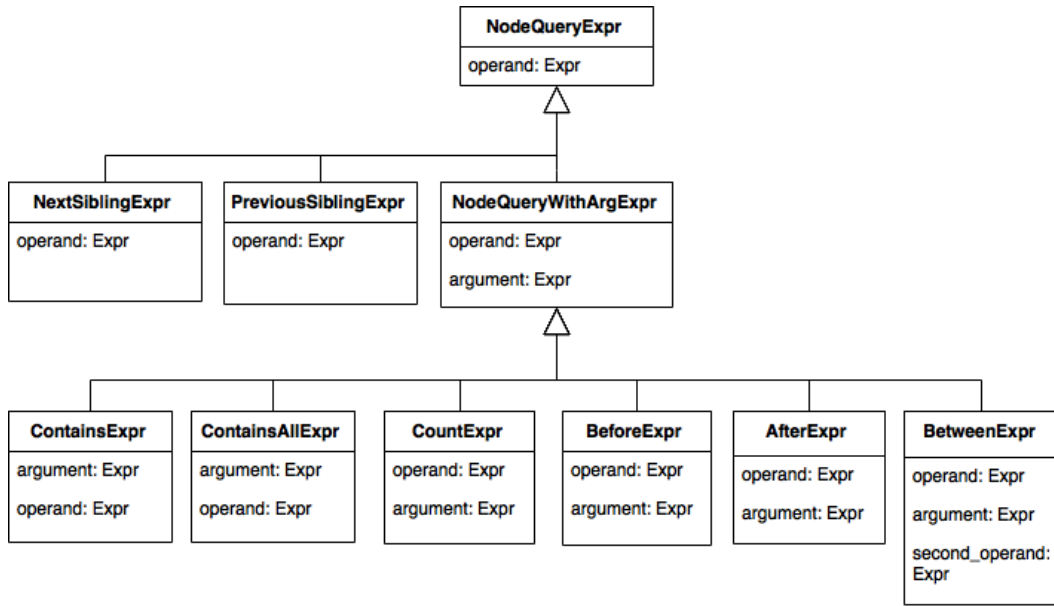 NodeQueryExpr
operand: Expr
NextSiblingExpr
operand: Expr
PreviousSiblingExpr
operand: Expr
NodeQueryWithArgExpr
operand: Expr
argument: Expr
ContainsExpr
argument: Expr
operand: Expr
ContainsAllExpr
argument: Expr
operand: Expr
CountExpr
operand: Expr
argument: Expr
BeforeExpr
operand: Expr
argument: Expr
AfterExpr
operand: Expr
argument: Expr
BetweenExpr
operand: Expr
argument: Expr
second_operand:
Expr